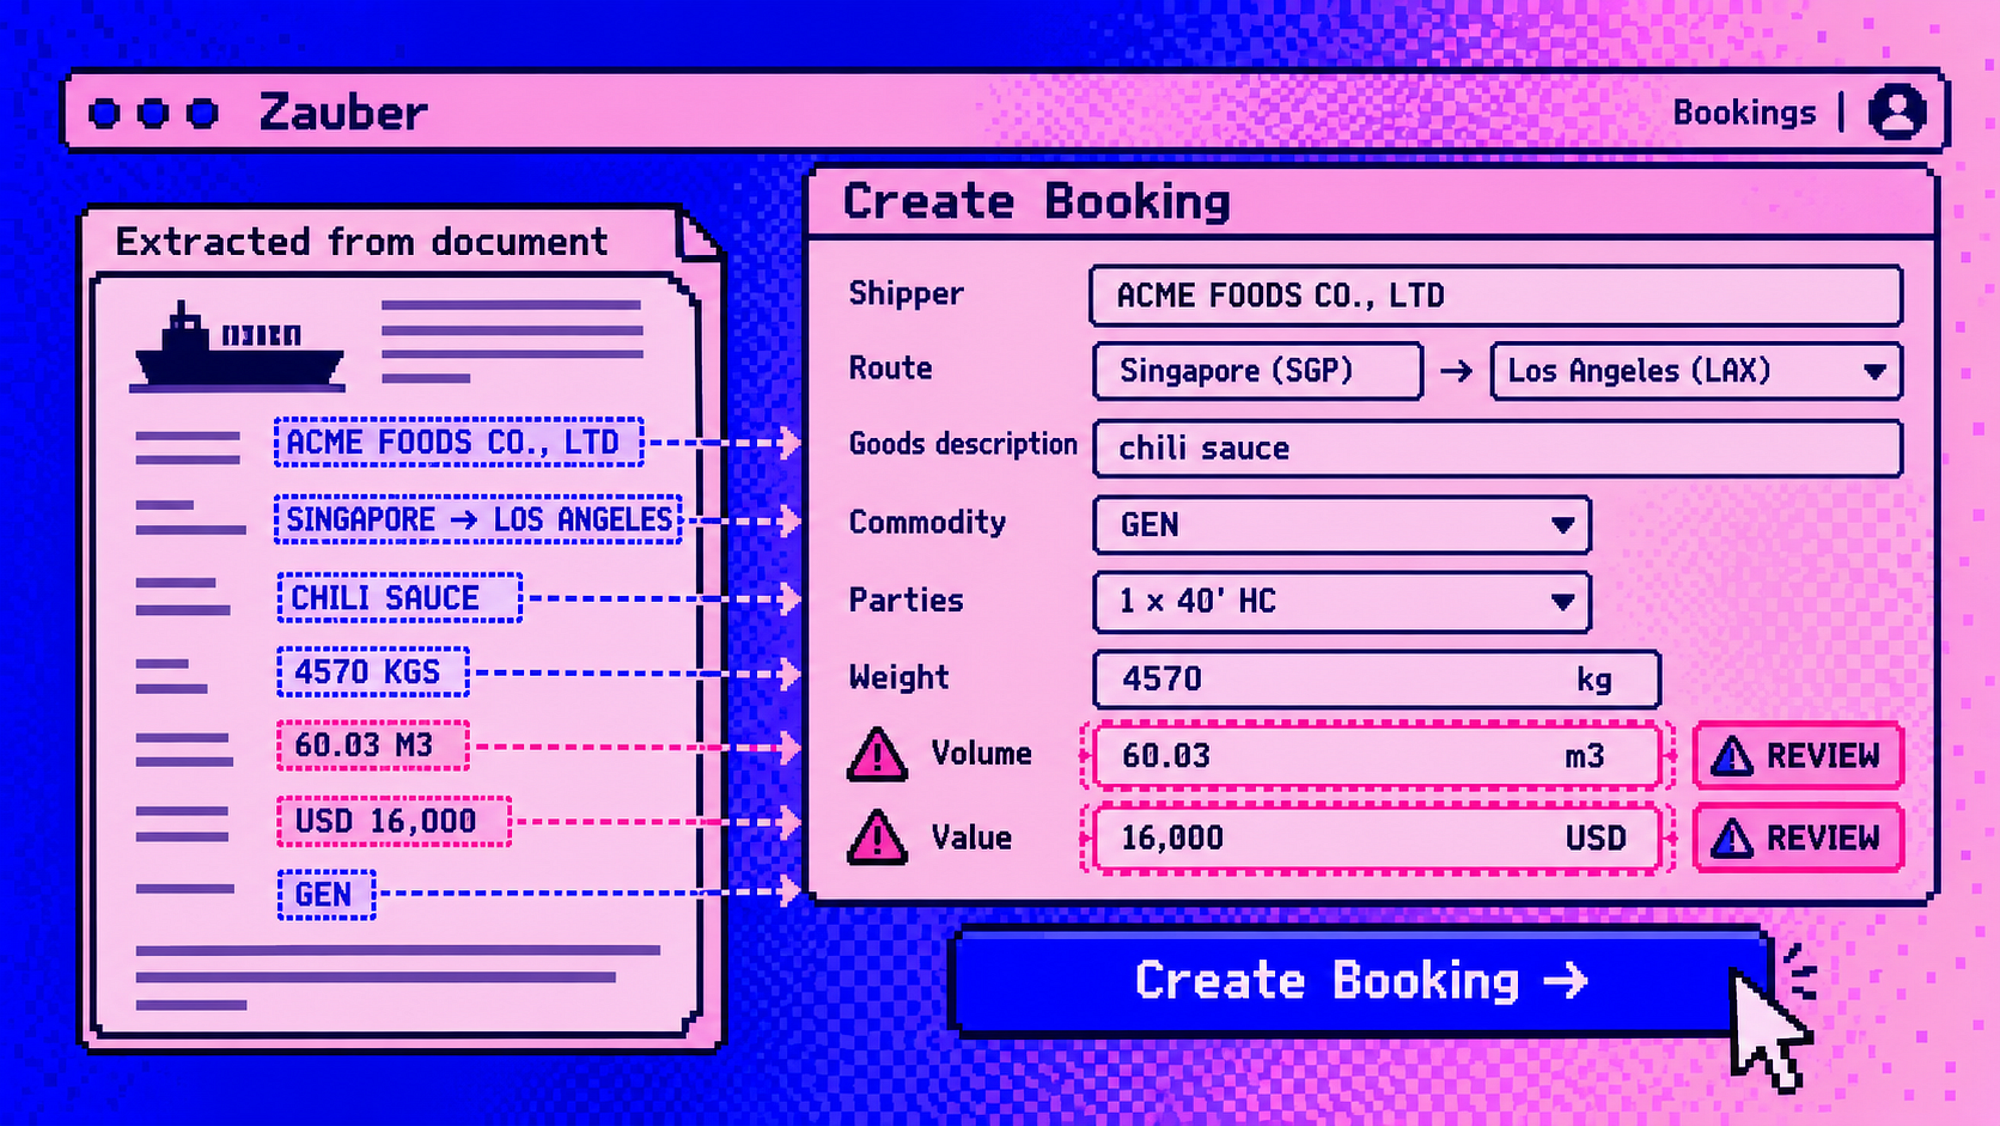 Zauber
Bookings |
Extracted from document
ACME FOODS CO., LTD
SINGAPORE → LOS ANGELES
CHILI SAUCE
4570 KGS
60.03 M3
USD 16,000
GEN
Create Booking
Shipper ACME FOODS CO., LTD
Route Singapore (SGP) → Los Angeles (LAX)
Goods description chili sauce
Commodity GEN
Parties 1 × 40' HC
Weight 4570 kg
Volume 60.03 m3 REVIEW
Value 16,000 USD REVIEW
Create Booking →